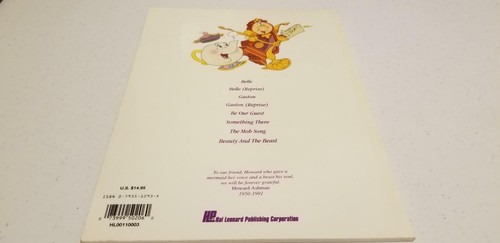 Belle
Belle (Reprise)
Gaston
Gaston (Reprise)
Be Our Guest
Something There
The Mob Song
Beauty And The Beast
To our friend, Howard who gave a
mermaid her voice and a beast his soul,
we will be forever grateful.
Howard Ashman
1950-1991
U.S. $14.95
73999 50206
HL00110003
Hal Leonard Publishing Corporation